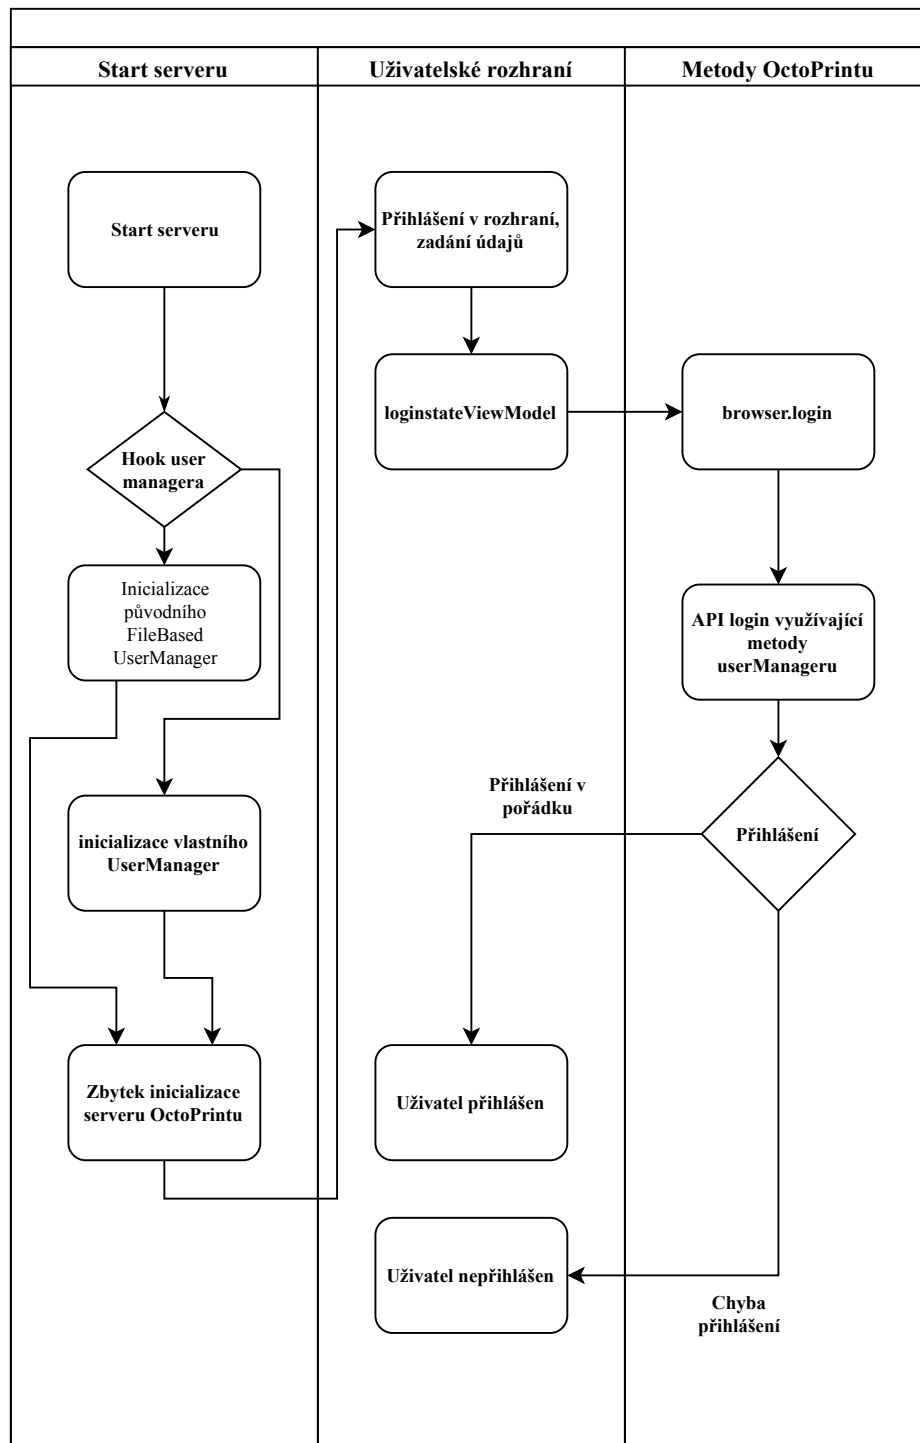 Start serveru
Uživatelské rozhraní
Metody OctoPrintu
Start serveru
Hook user
managera
Inicializace
původního
FileBased
UserManager
inicializace vlastního
UserManager
Zbytek inicializace
serveru OctoPrintu
Přihlášení v rozhraní,
zadání údajů
loginstateViewModel
browser.login
API login využívající
metody
userManageru
Přihlášení
Přihlášení v
pořádku
Uživatel přihlášen
Uživatel nepřihlášen
Chyba
přihlášení